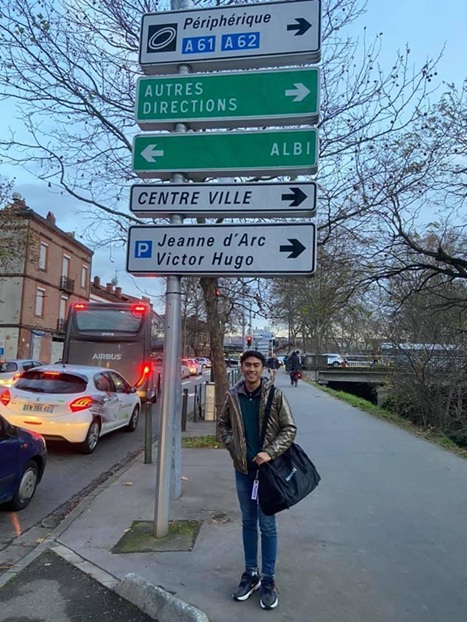 Périphérique
A61 A62
AUTRES
DIRECTIONS
ALBI
CENTRE VILLE
P Jeanne d'Arc
Victor Hugo
AIRBUS